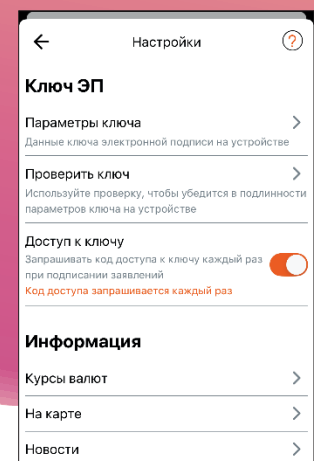 Настройки
?
Ключ ЭП
Параметры ключа
Данные ключа электронной подписи на устройстве
Проверить ключ
Используйте проверку, чтобы убедится в подлинности
параметров ключа на устройстве
Доступ к ключу
Запрашивать код доступа к ключу каждый раз
при подписании заявлений
Код доступа запрашивается каждый раз
Информация
Курсы валют
На карте
Новости